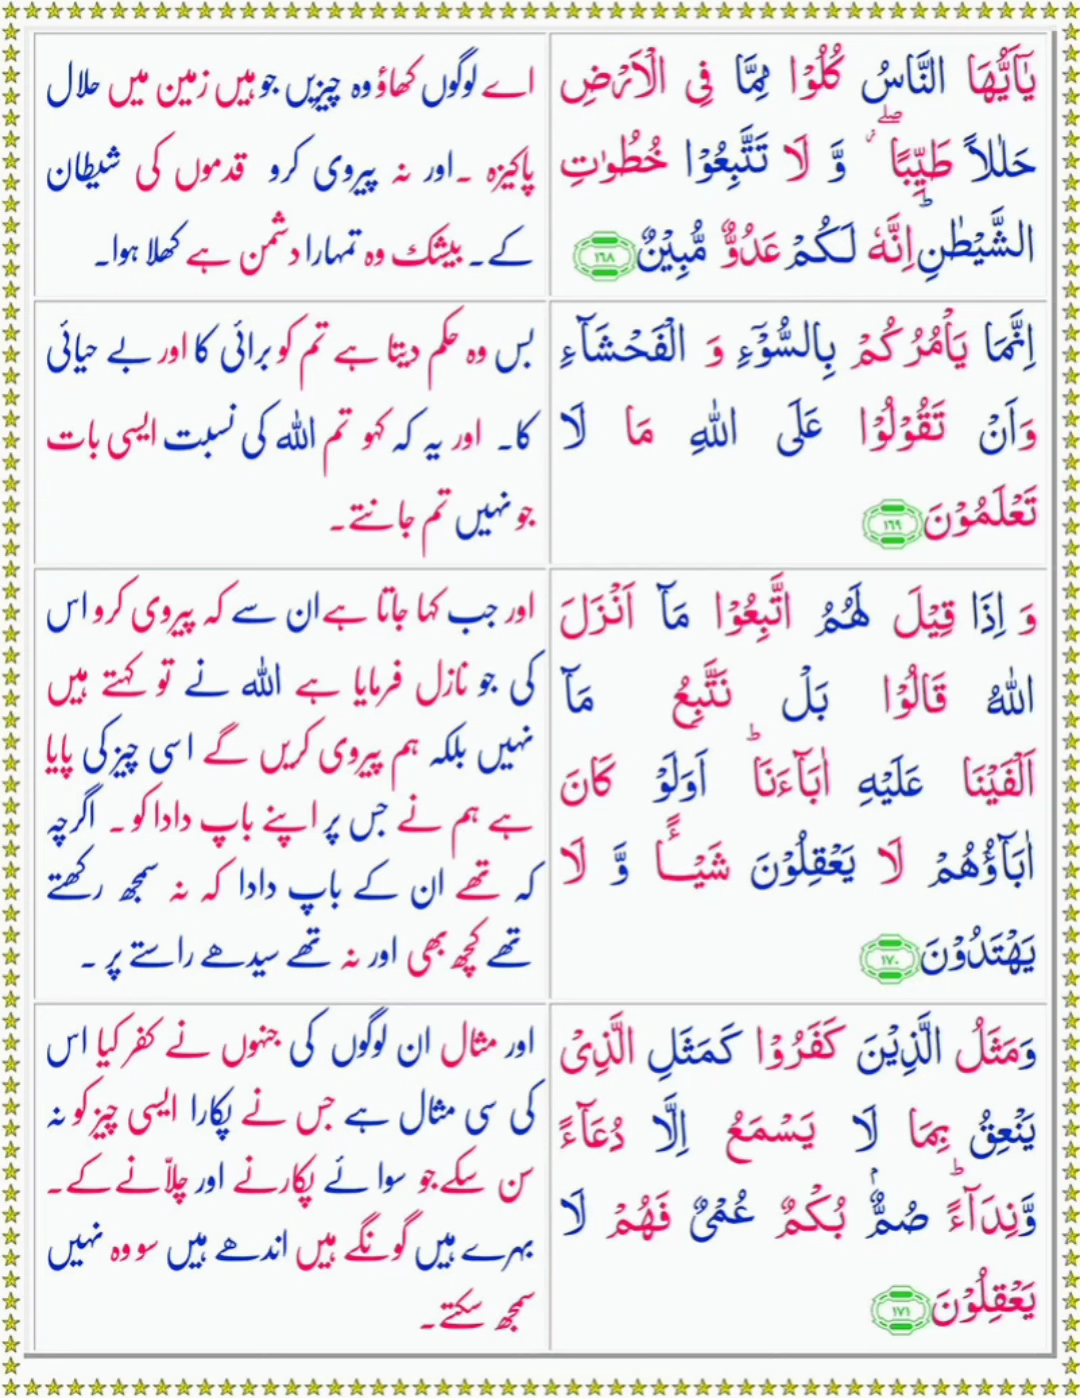 يٰۤاَيُّهَا النَّاسُ كُلُوْا مِمَّا فِى الْاَرْضِ
حَلٰلًا طَيِّبًا ۖ وَّ لَا تَتَّبِعُوْا خُطُوٰتِ
الشَّيْطٰنِ ؕ اِنَّهٗ لَكُمْ عَدُوٌّ مُّبِيْنٌ ١٦٨
اے لوگوں کھاؤ وہ چیزیں جو ہیں زمین میں حلال
پاکیزہ ۔ اور نہ پیروی کرو قدموں کی شیطان
کے۔ بیشک وہ تمہارا دشمن ہے کھلا ہوا۔
اِنَّمَا يَاْمُرُكُمْ بِالسُّوْٓءِ وَ الْفَحْشَآءِ
وَاَنْ تَقُوْلُوْا عَلَى اللّٰهِ مَا لَا
تَعْلَمُوْنَ ١٦٩
بس وہ حکم دیتا ہے تم کو برائی کا اور بے حیائی
کا۔ اور یہ کہ کہو تم اللہ کی نسبت ایسی بات
جو نہیں تم جانتے۔
وَ اِذَا قِيْلَ لَهُمُ اتَّبِعُوْا مَآ اَنْزَلَ
اللّٰهُ قَالُوْا بَلْ نَتَّبِعُ مَآ
اَلْفَيْنَا عَلَيْهِ اٰبَآءَنَا ؕ اَوَلَوْ كَانَ
اٰبَآؤُهُمْ لَا يَعْقِلُوْنَ شَيْـًٔا وَّ لَا
يَهْتَدُوْنَ ١٧٠
اور جب کہا جاتا ہے ان سے کہ پیروی کرو اس
کی جو نازل فرمایا ہے اللہ نے تو کہتے ہیں
نہیں بلکہ ہم پیروی کریں گے اسی چیز کی پایا
ہے ہم نے جس پر اپنے باپ دادا کو ۔ اگرچہ
کہ تھے ان کے باپ دادا کہ نہ سمجھ رکھتے
تھے کچھ بھی اور نہ تھے سیدھے راستے پر ۔
وَمَثَلُ الَّذِيْنَ كَفَرُوْا كَمَثَلِ الَّذِىْ
يَنْعِقُ بِمَا لَا يَسْمَعُ اِلَّا دُعَآءً
وَّنِدَآءً ؕ صُمٌّۢ بُكْمٌ عُمْىٌ فَهُمْ لَا
يَعْقِلُوْنَ ١٧١
اور مثال ان لوگوں کی جنہوں نے کفر کیا اس
کی سی مثال ہے جس نے پکارا ایسی چیز کو نہ
سن سکے جو سوائے پکارنے اور چلّانے کے۔
بہرے ہیں گونگے ہیں اندھے ہیں سو وہ نہیں
سمجھ سکتے۔